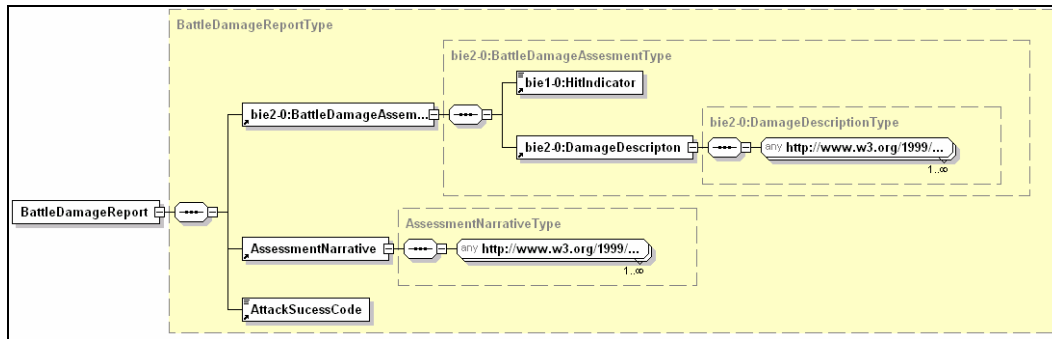 BattleDamageReportType
bie2-0:BattleDamageAssesmentType
bie1-0:HitIndicator
bie2-0:BattleDamageAssem...
bie2-0:DamageDescriptionType
bie2-0:DamageDescripton
any http://www.w3.org/1999/...
1..∞
BattleDamageReport
AssessmentNarrativeType
AssessmentNarrative
any http://www.w3.org/1999/...
1..∞
AttackSucessCode